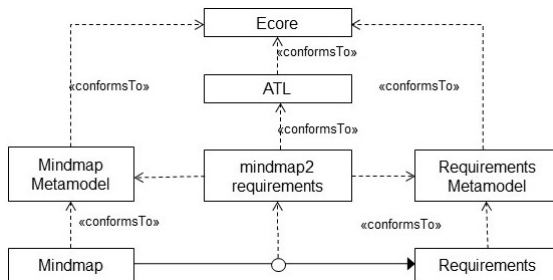 Ecore
«conformsTo»
«conformsTo»
«conformsTo»
ATL
«conformsTo»
Mindmap
Metamodel
mindmap2
requirements
Requirements
Metamodel
«conformsTo»
«conformsTo»
Mindmap
Requirements